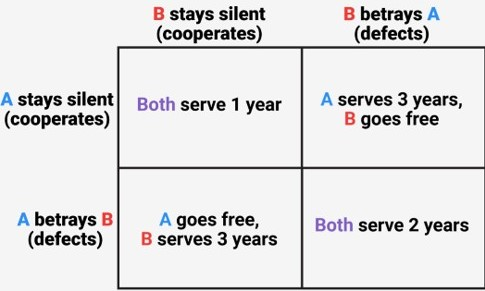 B stays silent
(cooperates)
B betrays A
(defects)
A stays silent
(cooperates)
Both serve 1 year
A serves 3 years,
B goes free
A betrays B
(defects)
A goes free,
B serves 3 years
Both serve 2 years